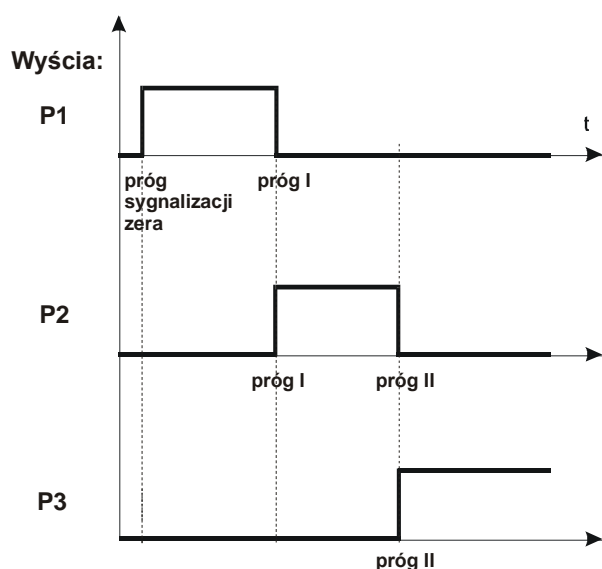 Wyścia:
P1
t
próg
sygnalizacji
zera
próg I
P2
próg I
próg II
P3
próg II